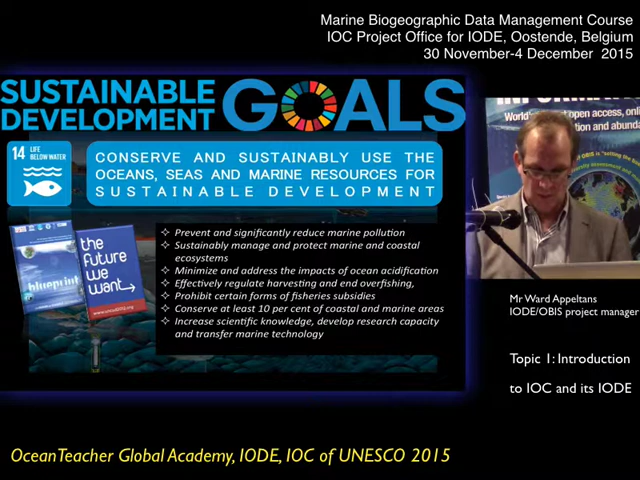 Marine Biogeographic Data Management Course
IOC Project Office for IODE, Oostende, Belgium
30 November-4 December 2015
SUSTAINABLE
DEVELOPMENT
GOALS
14 LIFE
BELOW WATER
CONSERVE AND SUSTAINABLY USE THE
OCEANS, SEAS AND MARINE RESOURCES FOR
SUSTAINABLE DEVELOPMENT
blueprint
the
future
we
want
✧ Prevent and significantly reduce marine pollution
✧ Sustainably manage and protect marine and coastal
ecosystems
✧ Minimize and address the impacts of ocean acidification
✧ Effectively regulate harvesting and end overfishing,
✧ Prohibit certain forms of fisheries subsidies
✧ Conserve at least 10 per cent of coastal and marine areas
✧ Increase scientific knowledge, develop research capacity
and transfer marine technology
open access, onli
Mr Ward Appeltans
IODE/OBIS project manager
Topic 1: Introduction
to IOC and its IODE
OceanTeacher Global Academy, IODE, IOC of UNESCO 2015